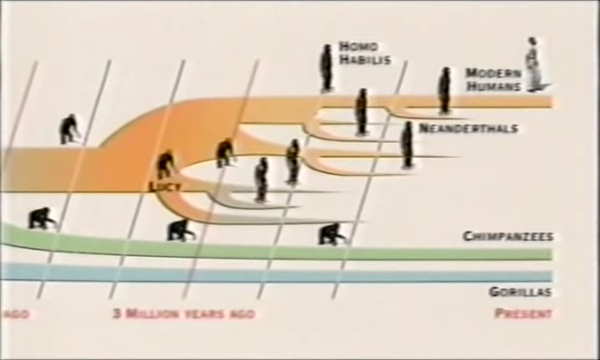 HOMO
HABILIS
MODERN
HUMANS
NEANDERTHALS
LUCY
CHIMPANZEES
GORILLAS
AGO
3 MILLION YEARS AGO
PRESENT